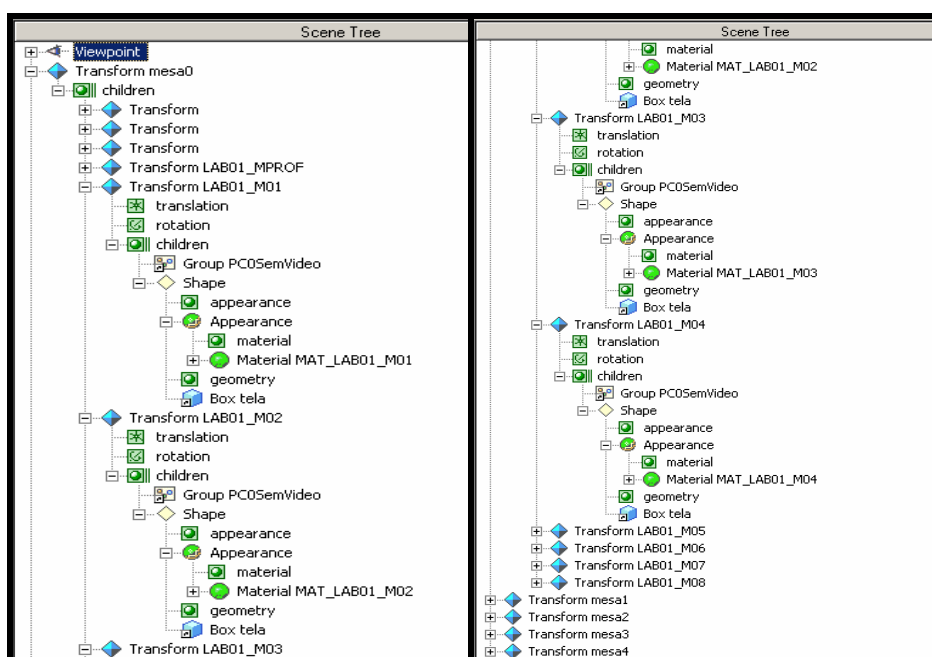 Scene Tree
Viewpoint
Transform mesa0
children
Transform
Transform
Transform
Transform LAB01_MPROF
Transform LAB01_M01
translation
rotation
children
Group PC0SemVideo
Shape
appearance
Appearance
material
Material MAT_LAB01_M01
geometry
Box tela
Transform LAB01_M02
translation
rotation
children
Group PC0SemVideo
Shape
appearance
Appearance
material
Material MAT_LAB01_M02
geometry
Box tela
Transform LAB01_M03
Scene Tree
material
Material MAT_LAB01_M02
geometry
Box tela
Transform LAB01_M03
translation
rotation
children
Group PC0SemVideo
Shape
appearance
Appearance
material
Material MAT_LAB01_M03
geometry
Box tela
Transform LAB01_M04
translation
rotation
children
Group PC0SemVideo
Shape
appearance
Appearance
material
Material MAT_LAB01_M04
geometry
Box tela
Transform LAB01_M05
Transform LAB01_M06
Transform LAB01_M07
Transform LAB01_M08
Transform mesa1
Transform mesa2
Transform mesa3
Transform mesa4